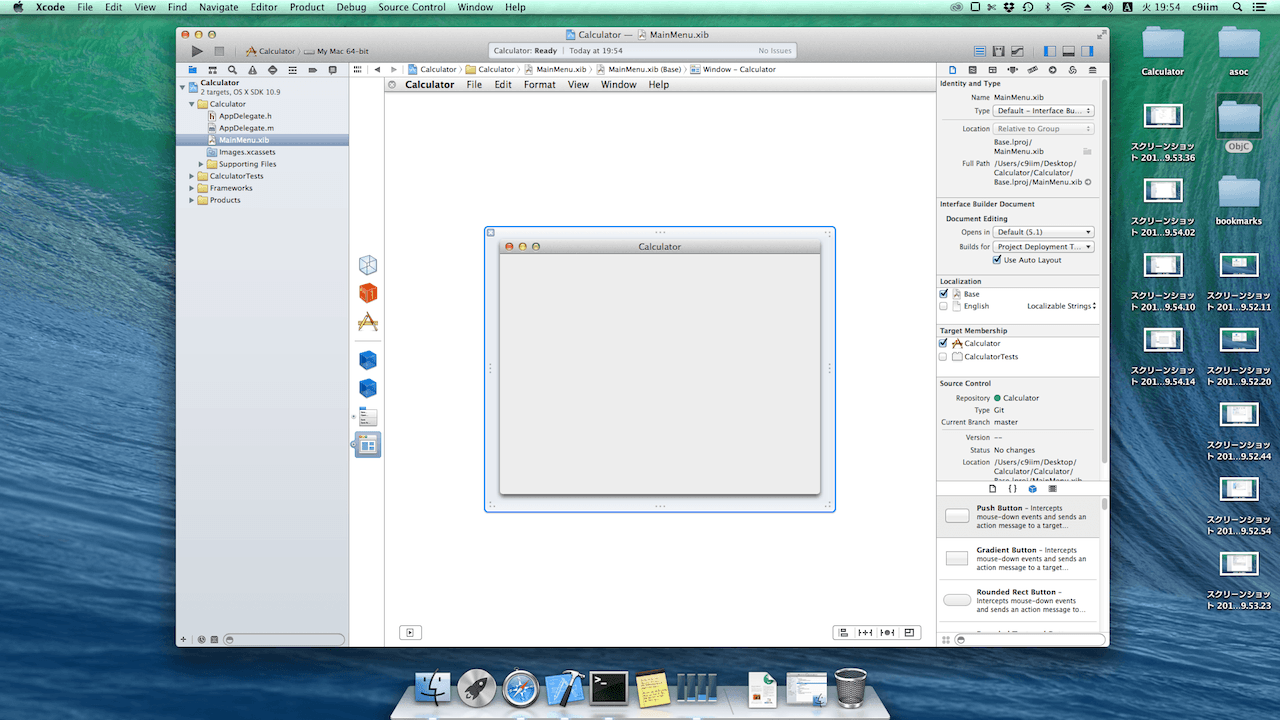 Xcode File Edit View Find Navigate Editor Product Debug Source Control Window Help
火 19:54 c9iim
Calculator — MainMenu.xib
Calculator My Mac 64-bit
Calculator: Ready Today at 19:54 No Issues
Calculator Calculator MainMenu.xib MainMenu.xib (Base) Window – Calculator
Calculator
2 targets, OS X SDK 10.9
Calculator
AppDelegate.h
AppDelegate.m
MainMenu.xib
Images.xcassets
Supporting Files
CalculatorTests
Frameworks
Products
Calculator File Edit Format View Window Help
Calculator
Identity and Type
Name MainMenu.xib
Type Default – Interface Bu...
Location Relative to Group
Base.lproj/
MainMenu.xib
Full Path /Users/c9iim/Desktop/
Calculator/Calculator/
Base.lproj/MainMenu.xib
Interface Builder Document
Document Editing
Opens in Default (5.1)
Builds for Project Deployment T...
Use Auto Layout
Localization
Base
English Localizable Strings
Target Membership
Calculator
CalculatorTests
Source Control
Repository Calculator
Type Git
Current Branch master
Version --
Status No changes
Location /Users/c9iim/Desktop/
Calculator/Calculator/
Base.lproj/MainMenu.xib
Push Button – Intercepts
mouse-down events and sends an
action message to a target...
Gradient Button – Intercepts
mouse-down events and sends an
action message to a target...
Rounded Rect Button –
Intercepts mouse-down events
and sends an action message to...
Calculator
asoc
スクリーンショッ
ト 201...9.53.36
ObjC
スクリーンショッ
ト 201...9.54.02
bookmarks
スクリーンショッ
ト 201...9.54.10
スクリーンショッ
ト 201...9.52.11
スクリーンショッ
ト 201...9.54.14
スクリーンショッ
ト 201...9.52.20
スクリーンショッ
ト 201...9.52.44
スクリーンショッ
ト 201...9.52.54
スクリーンショッ
ト 201...9.53.23